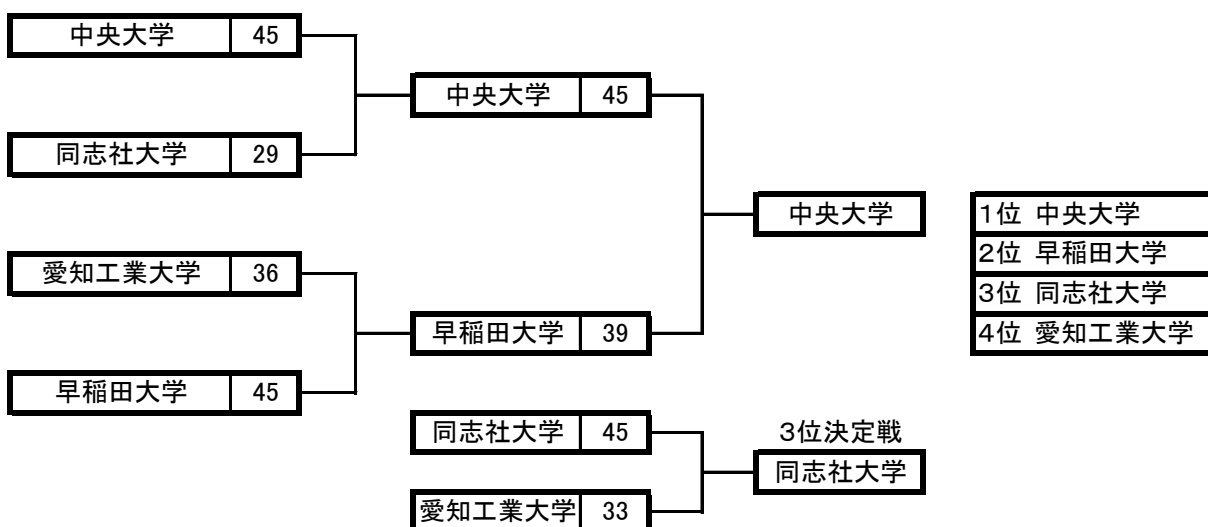 中央大学 45
同志社大学 29
愛知工業大学 36
早稲田大学 45
中央大学 45
早稲田大学 39
中央大学
同志社大学 45
愛知工業大学 33
3位決定戦
同志社大学
1位 中央大学
2位 早稲田大学
3位 同志社大学
4位 愛知工業大学